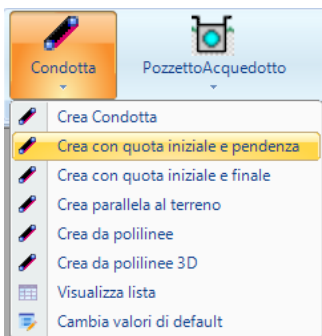 Condotta
PozzettoAcquedotto
Crea Condotta
Crea con quota iniziale e pendenza
Crea con quota iniziale e finale
Crea parallela al terreno
Crea da polilinee
Crea da polilinee 3D
Visualizza lista
Cambia valori di default